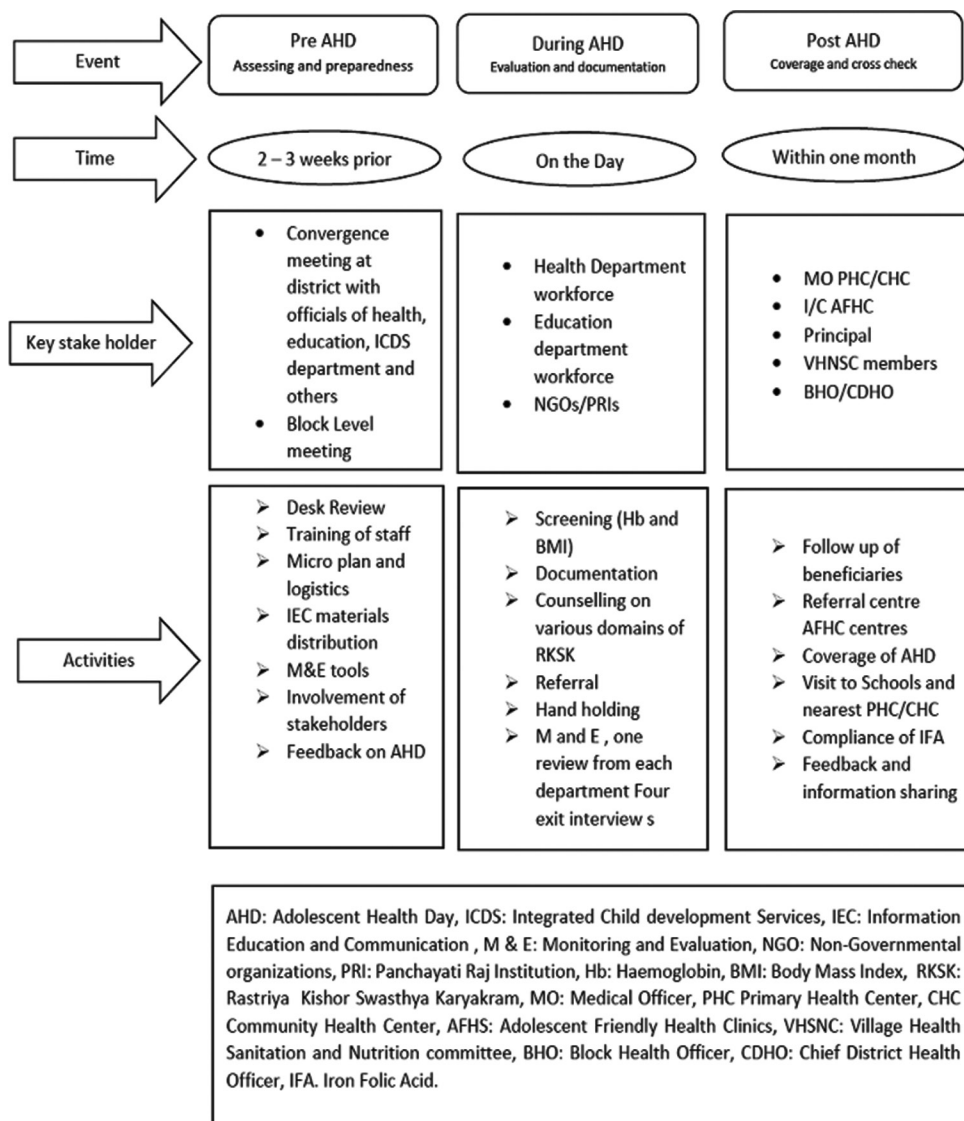 Event
Pre AHD
Assessing and preparedness
During AHD
Evaluation and documentation
Post AHD
Coverage and cross check
Time
2 – 3 weeks prior
On the Day
Within one month
Key stake holder
• Convergence
meeting at
district with
officials of health,
education, ICDS
department and
others
• Block Level
meeting
• Health Department
workforce
• Education
department
workforce
• NGOs/PRIs
• MO PHC/CHC
• I/C AFHC
• Principal
• VHNSC members
• BHO/CDHO
Activities
➢ Desk Review
➢ Training of staff
➢ Micro plan and
logistics
➢ IEC materials
distribution
➢ M&E tools
➢ Involvement of
stakeholders
➢ Feedback on AHD
➢ Screening (Hb and
BMI)
➢ Documentation
➢ Counselling on
various domains of
RKSK
➢ Referral
➢ Hand holding
➢ M and E , one
review from each
department Four
exit interview s
➢ Follow up of
beneficiaries
➢ Referral centre
AFHC centres
➢ Coverage of AHD
➢ Visit to Schools and
nearest PHC/CHC
➢ Compliance of IFA
➢ Feedback and
information sharing
AHD: Adolescent Health Day, ICDS: Integrated Child development Services, IEC: Information
Education and Communication , M & E: Monitoring and Evaluation, NGO: Non-Governmental
organizations, PRI: Panchayati Raj Institution, Hb: Haemoglobin, BMI: Body Mass Index, RKSK:
Rastriya Kishor Swasthya Karyakram, MO: Medical Officer, PHC Primary Health Center, CHC
Community Health Center, AFHS: Adolescent Friendly Health Clinics, VHSNC: Village Health
Sanitation and Nutrition committee, BHO: Block Health Officer, CDHO: Chief District Health
Officer, IFA. Iron Folic Acid.